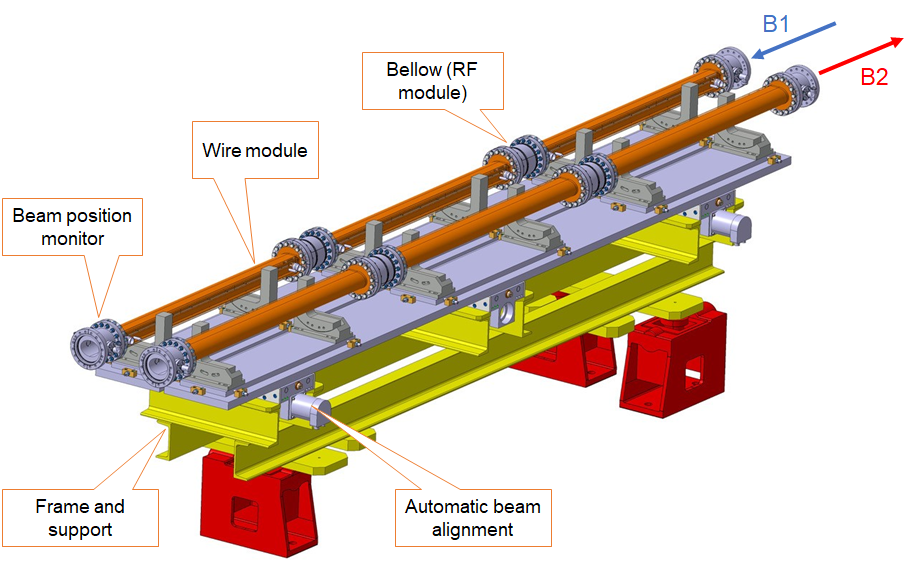 B1
B2
Bellow (RF
module)
Wire module
Beam position
monitor
Frame and
support
Automatic beam
alignment